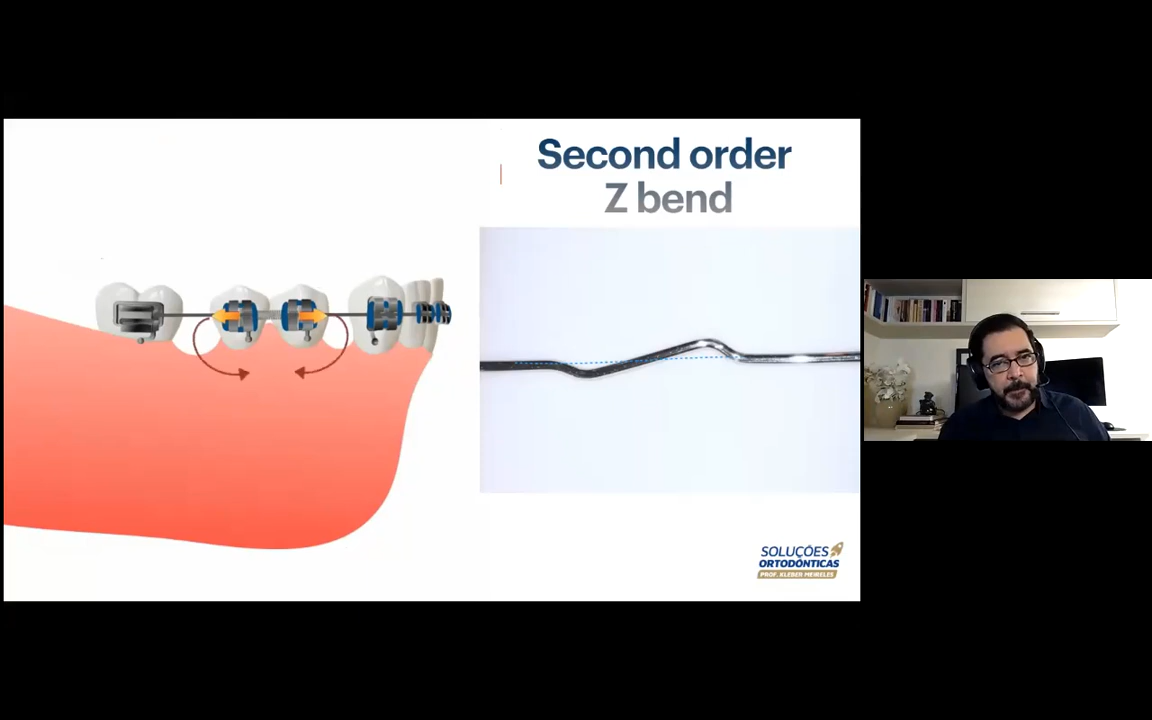 Second order
Z bend
SOLUÇÕES
ORTODÔNTICAS
PROF. KLEBER MEIRELES